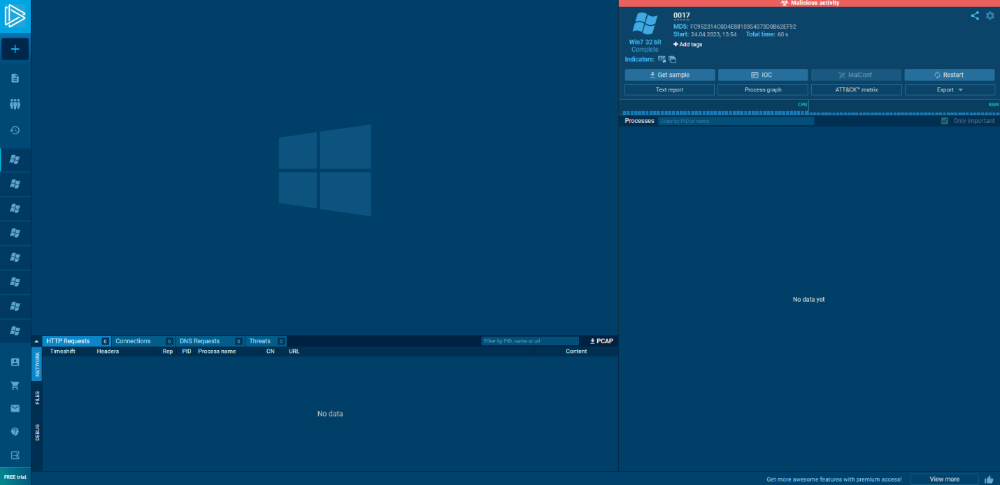 Malicious activity
0017
MD5: FC952314C0D4E8810354073D0B62EF92
Start: 24.04.2023, 13:54 Total time: 60 s
Win7 32 bit
Complete
Add tags
Indicators:
Get sample IOC MalConf Restart
Text report Process graph ATT&CK™ matrix Export
CPU RAM
Processes Filter by PID or name Only important
No data yet
HTTP Requests 0 Connections 0 DNS Requests 0 Threats 0 Filter by PID, name or url PCAP
Timeshift Headers Rep PID Process name CN URL Content
NETWORK
FILES
DEBUG
No data
FREE trial
Get more awesome features with premium access! View more